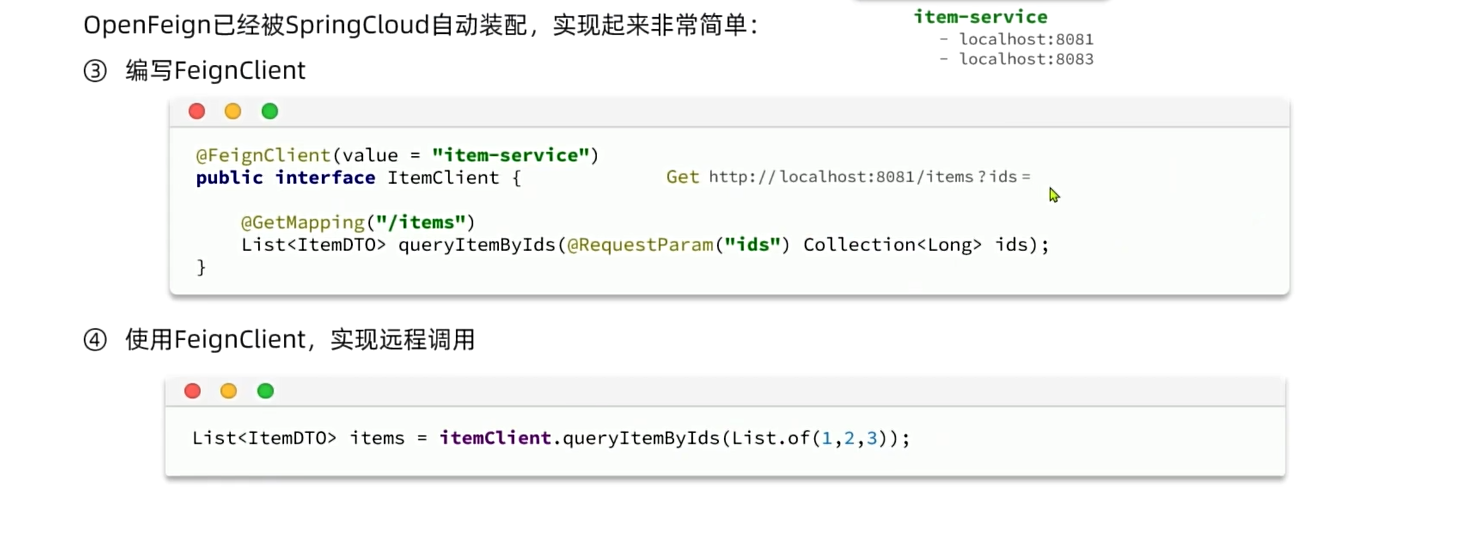 OpenFeign已经被SpringCloud自动装配，实现起来非常简单：
item-service
- localhost:8081
- localhost:8083
③ 编写FeignClient
@FeignClient(value = "item-service")
public interface ItemClient {
Get http://localhost:8081/items?ids=
@GetMapping("/items")
List<ItemDTO> queryItemByIds(@RequestParam("ids") Collection<Long> ids);
}
④ 使用FeignClient，实现远程调用
List<ItemDTO> items = itemClient.queryItemByIds(List.of(1,2,3));